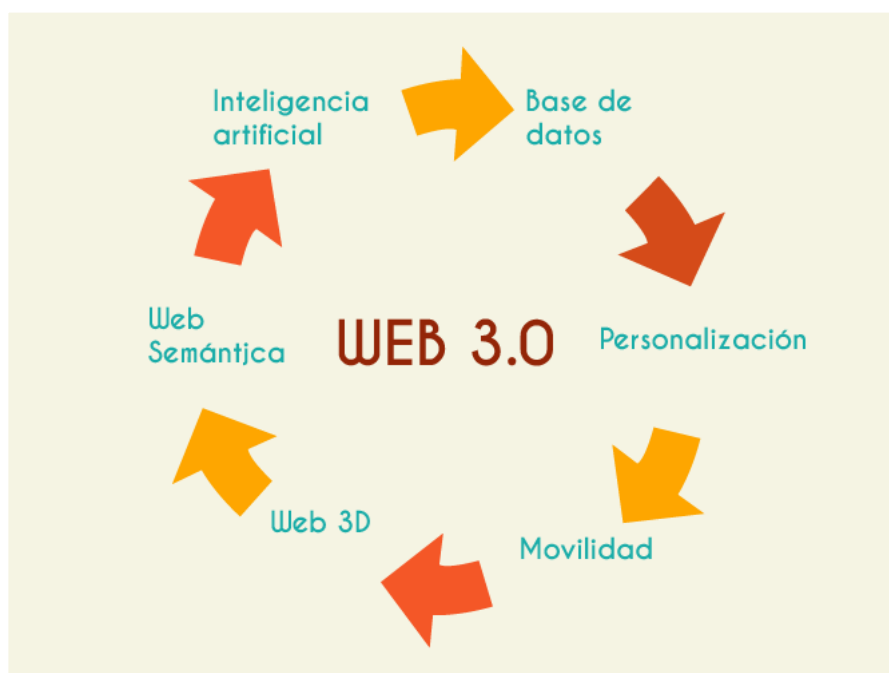 Inteligencia
artificial
Base de
datos
Personalización
Movilidad
Web 3D
Web
Semántjca
WEB 3.0